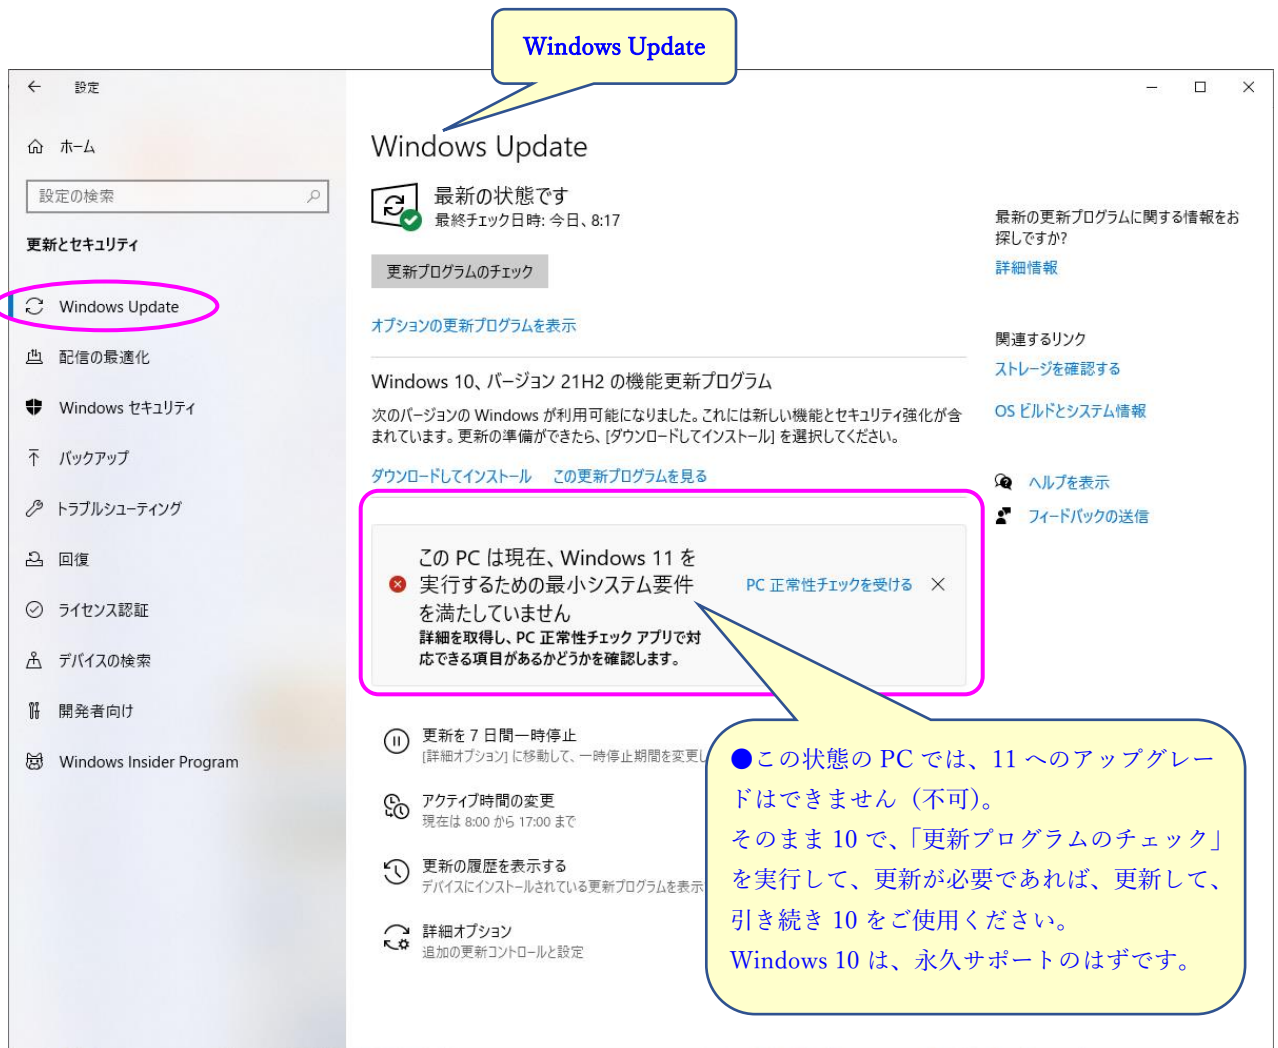 Windows Update
設定
ホーム
設定の検索
更新とセキュリティ
Windows Update
配信の最適化
Windows セキュリティ
バックアップ
トラブルシューティング
回復
ライセンス認証
デバイスの検索
開発者向け
Windows Insider Program
Windows Update
最新の状態です
最終チェック日時: 今日、8:17
更新プログラムのチェック
オプションの更新プログラムを表示
Windows 10、バージョン 21H2 の機能更新プログラム
次のバージョンの Windows が利用可能になりました。これには新しい機能とセキュリティ強化が含
まれています。更新の準備ができたら、[ダウンロードしてインストール] を選択してください。
ダウンロードしてインストール この更新プログラムを見る
この PC は現在、Windows 11 を
実行するための最小システム要件
を満たしていません
詳細を取得し、PC 正常性チェック アプリで対
応できる項目があるかどうかを確認します。
PC 正常性チェックを受ける
更新を 7 日間一時停止
[詳細オプション] に移動して、一時停止期間を変更し
アクティブ時間の変更
現在は 8:00 から 17:00 まで
更新の履歴を表示する
デバイスにインストールされている更新プログラムを表示
詳細オプション
追加の更新コントロールと設定
最新の更新プログラムに関する情報をお
探しですか?
詳細情報
関連するリンク
ストレージを確認する
OS ビルドとシステム情報
ヘルプを表示
フィードバックの送信
●この状態の PC では、11 へのアップグレー
ドはできません（不可）。
そのまま 10 で、「更新プログラムのチェック」
を実行して、更新が必要であれば、更新して、
引き続き 10 をご使用ください。
Windows 10 は、永久サポートのはずです。